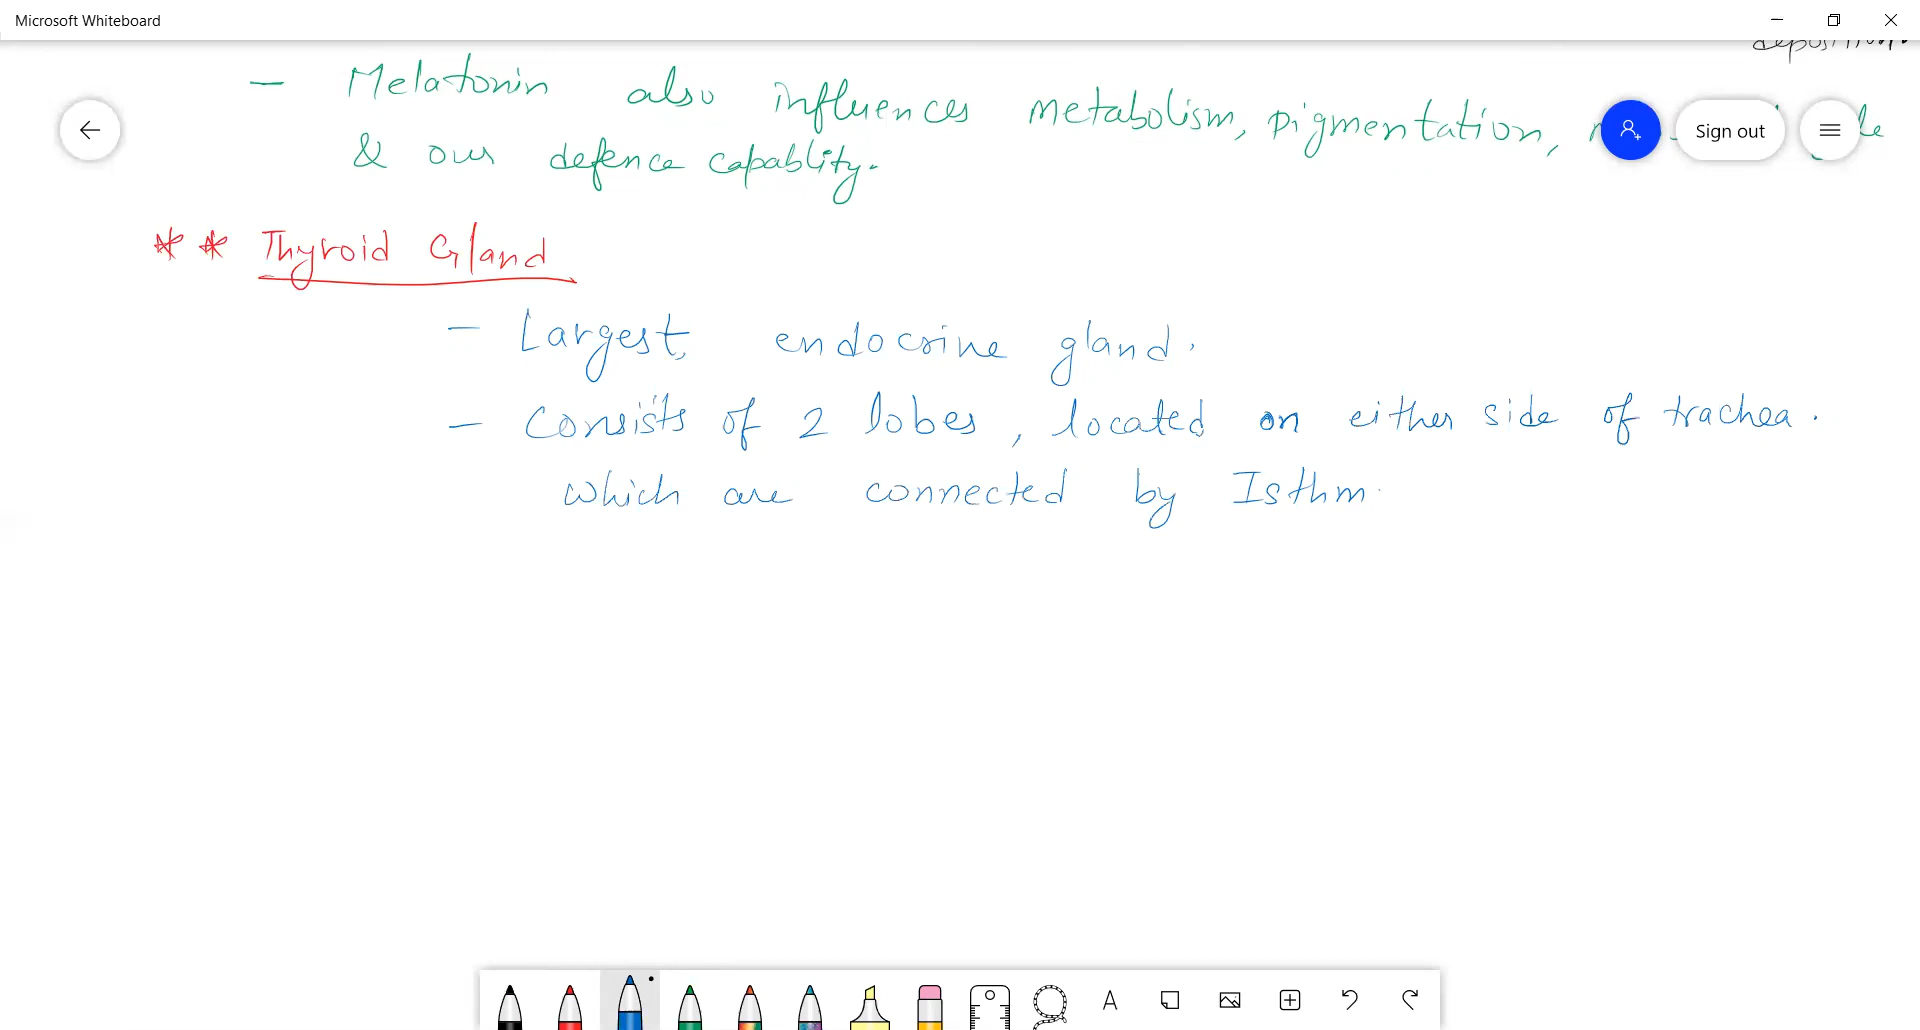 Microsoft Whiteboard
- Melatonin also influences metabolism, pigmentation,
& our defence capablity.
Sign out
** Thyroid Gland
- Largest endocrine gland.
- Consists of 2 lobes, located on either side of trachea.
which are connected by Isthm
A